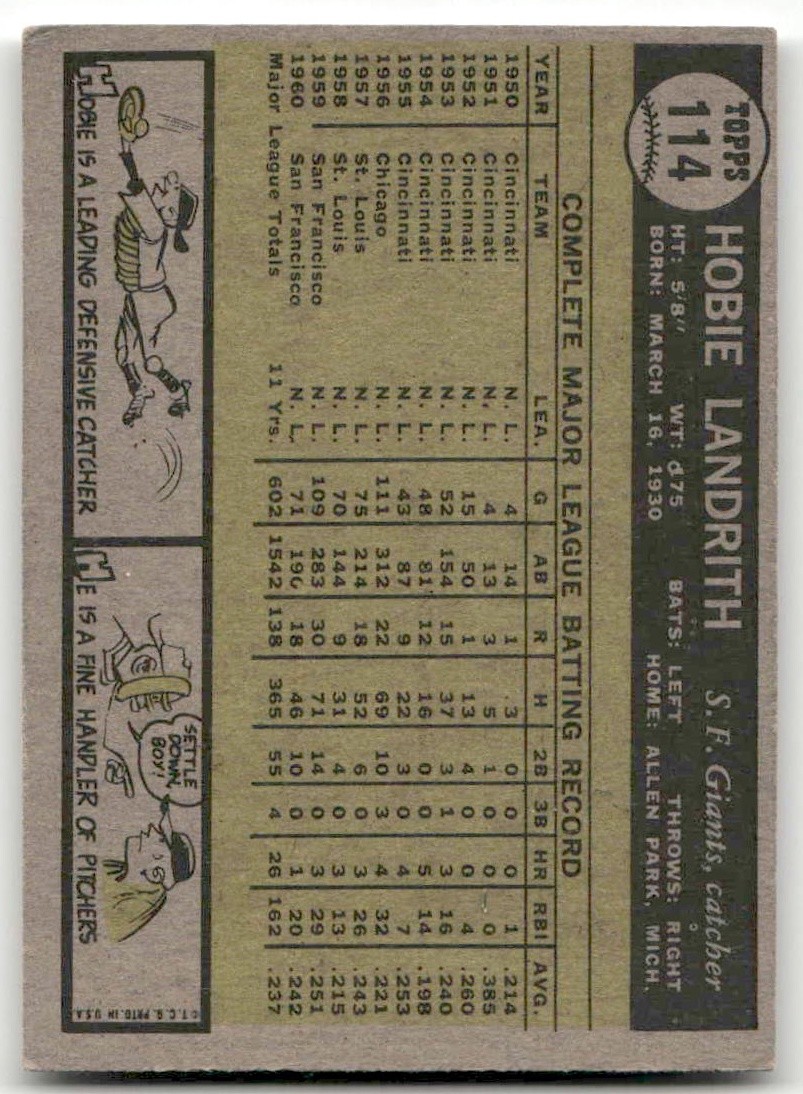 TOPPS
114
HOBIE LANDRITH S. F. Giants, catcher
HT: 5'8" WT: 175 BATS: LEFT THROWS: RIGHT
BORN: MARCH 16, 1930 HOME: ALLEN PARK, MICH.
COMPLETE MAJOR LEAGUE BATTING RECORD
YEAR TEAM LEA. G AB R H 2B 3B HR RBI AVG.
1950 Cincinnati N. L. 4 14 1 3 0 0 0 1 .214
1951 Cincinnati N. L. 4 13 3 5 1 0 0 0 .385
1952 Cincinnati N. L. 15 50 1 13 4 0 0 4 .260
1953 Cincinnati N. L. 52 154 15 37 3 1 3 16 .240
1954 Cincinnati N. L. 48 81 12 16 0 0 5 14 .198
1955 Cincinnati N. L. 43 87 9 22 3 0 4 7 .253
1956 Chicago N. L. 111 312 22 69 10 3 4 32 .221
1957 St. Louis N. L. 75 214 18 52 6 0 3 26 .243
1958 St. Louis N. L. 70 144 9 31 4 0 3 13 .215
1959 San Francisco N. L. 109 283 30 71 14 0 3 29 .251
1960 San Francisco N. L. 71 190 18 46 10 0 1 20 .242
Major League Totals 11 Yrs. 602 1542 138 365 55 4 26 162 .237
HOBIE IS A LEADING DEFENSIVE CATCHER
SETTLE
DOWN,
BOY!
HE IS A FINE HANDLER OF PITCHERS
© T. C. G. PRTD. IN U.S.A.